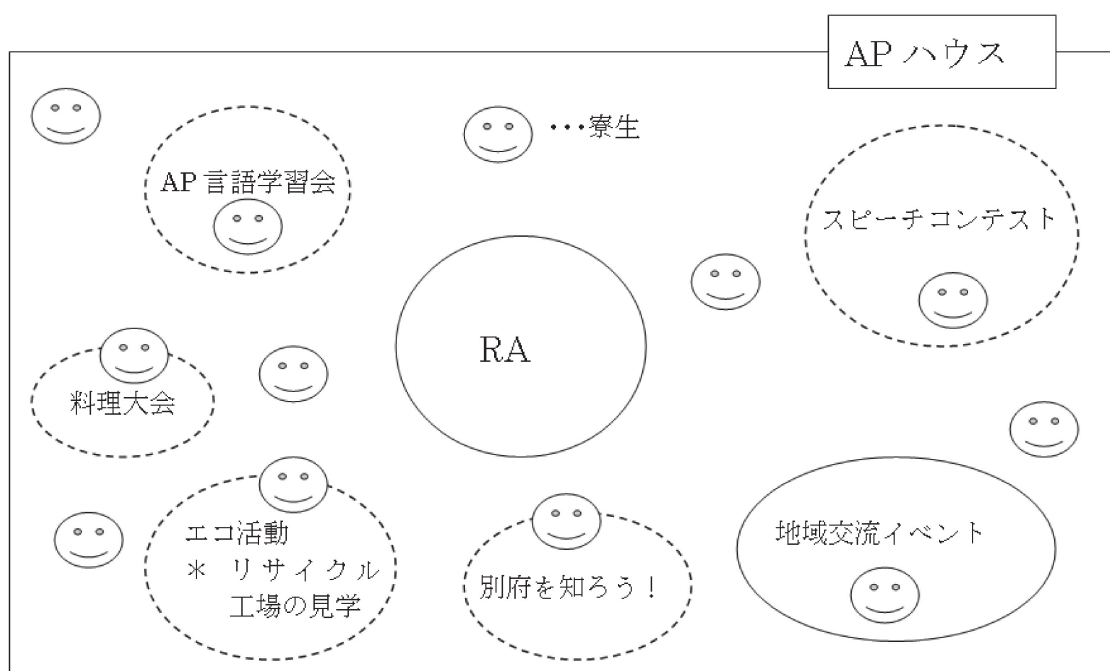 APハウス
・・・寮生
AP言語学習会
スピーチコンテスト
RA
料理大会
エコ活動
＊ リサイクル
工場の見学
別府を知ろう！
地域交流イベント